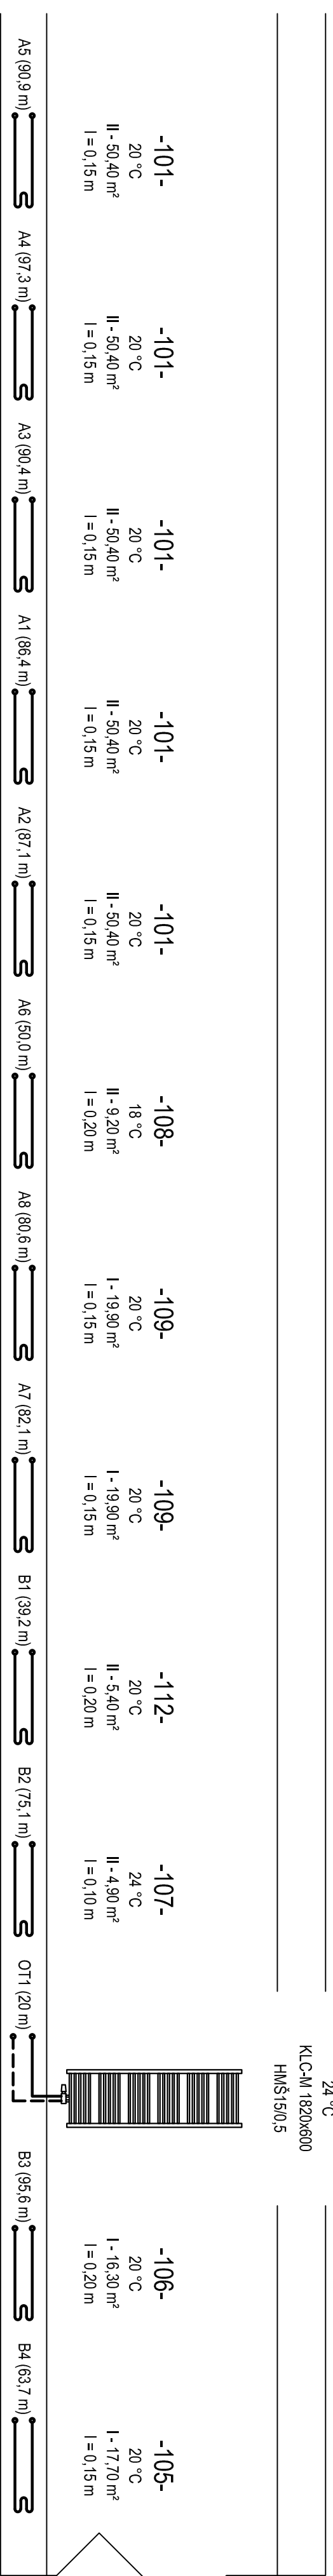 A5 (90,9 m)
-101-
20 °C
II - 50,40 m²
l = 0,15 m
A4 (97,3 m)
-101-
20 °C
II - 50,40 m²
l = 0,15 m
A3 (90,4 m)
-101-
20 °C
II - 50,40 m²
l = 0,15 m
A1 (86,4 m)
-101-
20 °C
II - 50,40 m²
l = 0,15 m
A2 (87,1 m)
-101-
20 °C
II - 50,40 m²
l = 0,15 m
A6 (50,0 m)
-108-
18 °C
II - 9,20 m²
l = 0,20 m
A8 (80,6 m)
-109-
20 °C
I - 19,90 m²
l = 0,15 m
A7 (82,1 m)
-109-
20 °C
I - 19,90 m²
l = 0,15 m
B1 (39,2 m)
-112-
20 °C
II - 5,40 m²
l = 0,20 m
B2 (75,1 m)
-107-
24 °C
II - 4,90 m²
l = 0,10 m
OT1 (20 m)
24 °C
KLC-M 1820x600
HMŠ15/0,5
B3 (95,6 m)
-106-
20 °C
I - 16,30 m²
l = 0,20 m
B4 (63,7 m)
-105-
20 °C
I - 17,70 m²
l = 0,15 m